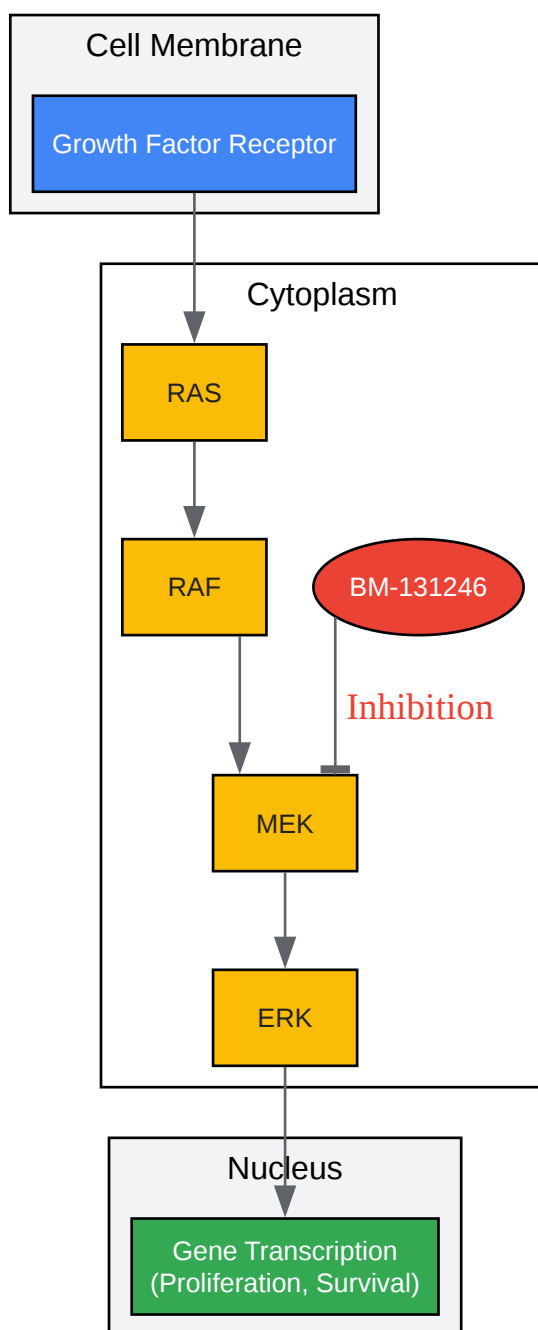 Cell Membrane
Growth Factor Receptor
Cytoplasm
RAS
RAF
BM-131246
Inhibition
MEK
ERK
Nucleus
Gene Transcription
(Proliferation, Survival)